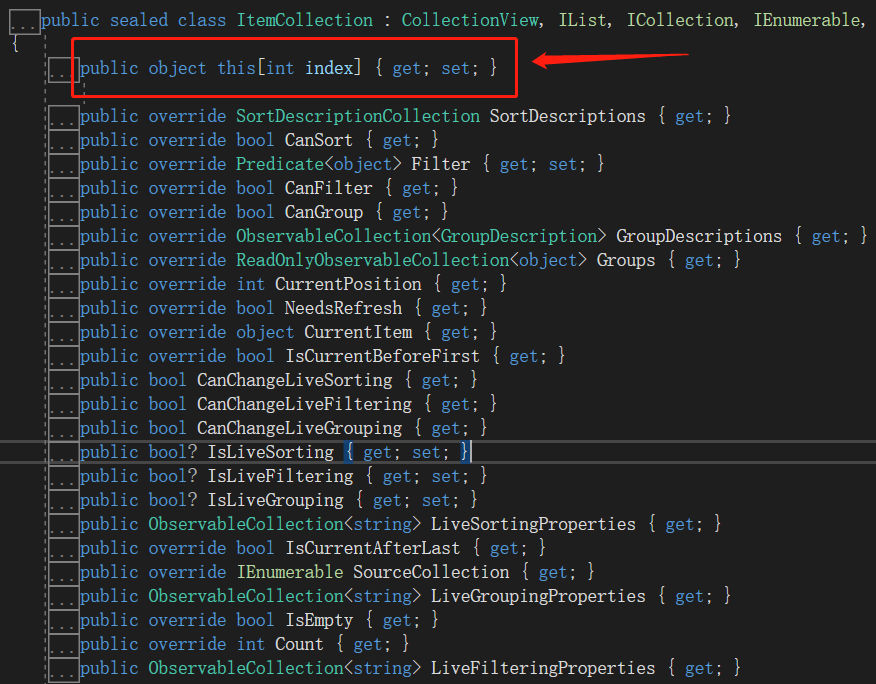 ...public sealed class ItemCollection : CollectionView, IList, ICollection, IEnumerable,
{
...public object this[int index] { get; set; }
...public override SortDescriptionCollection SortDescriptions { get; }
...public override bool CanSort { get; }
...public override Predicate<object> Filter { get; set; }
...public override bool CanFilter { get; }
...public override bool CanGroup { get; }
...public override ObservableCollection<GroupDescription> GroupDescriptions { get; }
...public override ReadOnlyObservableCollection<object> Groups { get; }
...public override int CurrentPosition { get; }
...public override bool NeedsRefresh { get; }
...public override object CurrentItem { get; }
...public override bool IsCurrentBeforeFirst { get; }
...public bool CanChangeLiveSorting { get; }
...public bool CanChangeLiveFiltering { get; }
...public bool CanChangeLiveGrouping { get; }
...public bool? IsLiveSorting { get; set; }
...public bool? IsLiveFiltering { get; set; }
...public bool? IsLiveGrouping { get; set; }
...public ObservableCollection<string> LiveSortingProperties { get; }
...public override bool IsCurrentAfterLast { get; }
...public override IEnumerable SourceCollection { get; }
...public ObservableCollection<string> LiveGroupingProperties { get; }
...public override bool IsEmpty { get; }
...public override int Count { get; }
...public ObservableCollection<string> LiveFilteringProperties { get; }